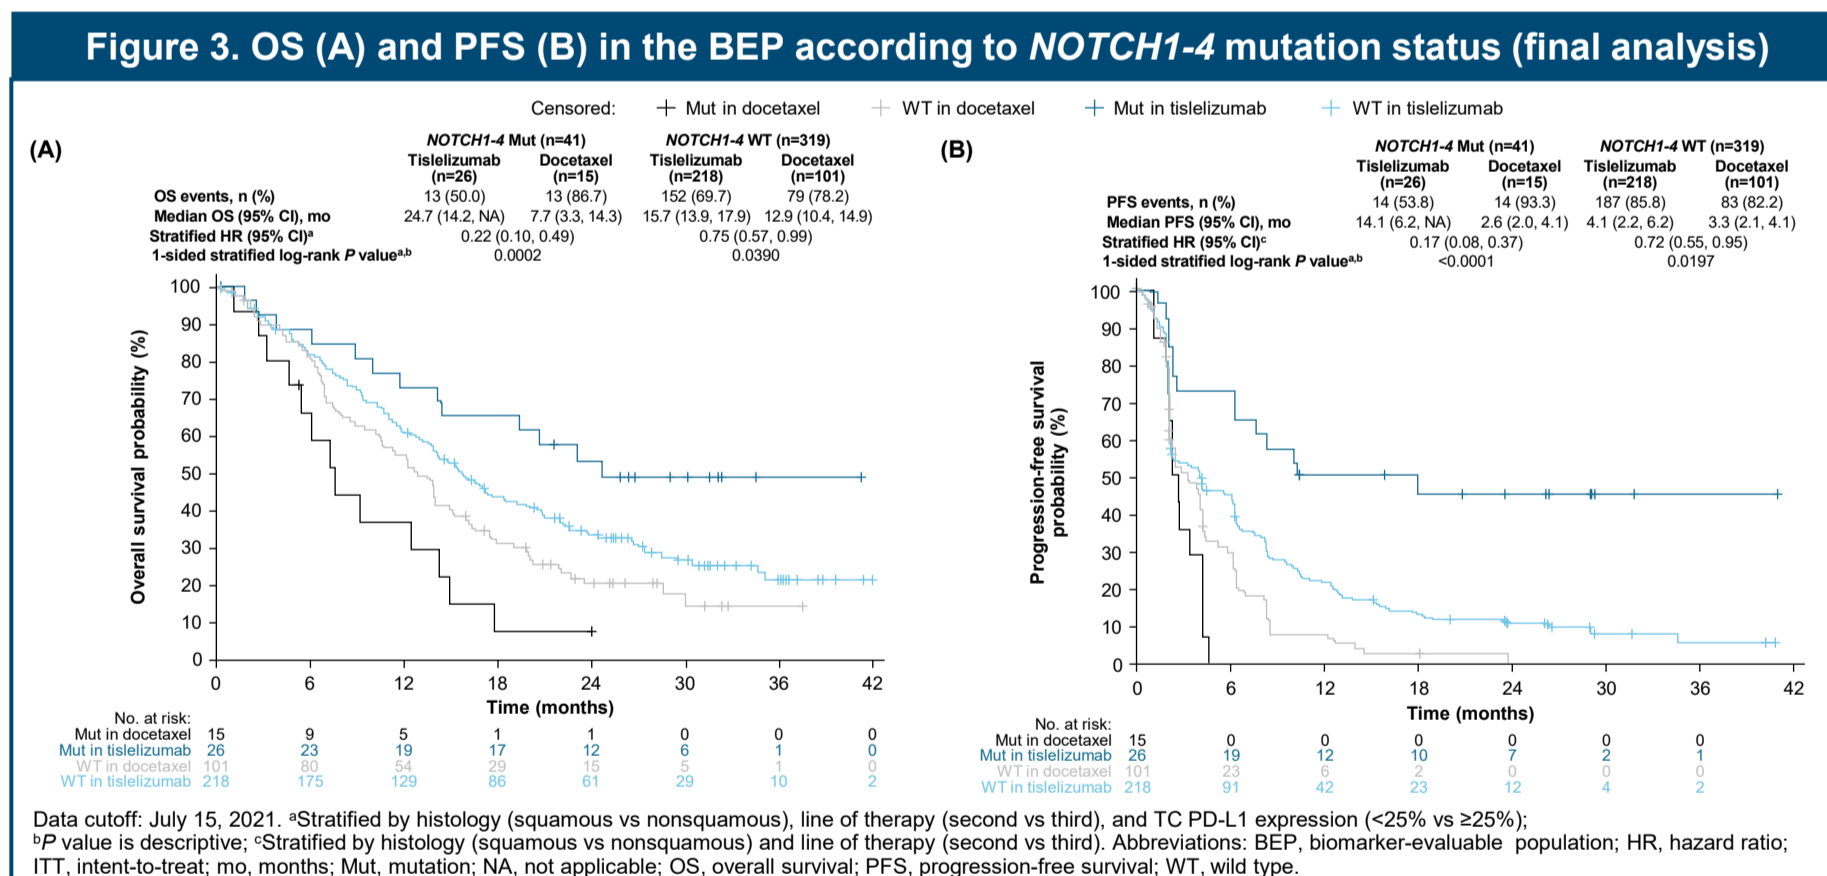 Figure 3. OS (A) and PFS (B) in the BEP according to NOTCH1-4 mutation status (final analysis)
Censored: Mut in docetaxel WT in docetaxel Mut in tislelizumab WT in tislelizumab
(A)
NOTCH1-4 Mut (n=41) NOTCH1-4 WT (n=319)
Tislelizumab Docetaxel Tislelizumab Docetaxel
(n=26) (n=15) (n=218) (n=101)
OS events, n (%) 13 (50.0) 13 (86.7) 152 (69.7) 79 (78.2)
Median OS (95% CI), mo 24.7 (14.2, NA) 7.7 (3.3, 14.3) 15.7 (13.9, 17.9) 12.9 (10.4, 14.9)
Stratified HR (95% CI)ᵃ 0.22 (0.10, 0.49) 0.75 (0.57, 0.99)
1-sided stratified log-rank P valueᵃ,ᵇ 0.0002 0.0390
Overall survival probability (%)
100
90
80
70
60
50
40
30
20
10
0
0 6 12 18 24 30 36 42
Time (months)
No. at risk:
Mut in docetaxel 15 9 5 1 1 0 0 0
Mut in tislelizumab 26 23 19 17 12 6 1 0
WT in docetaxel 101 80 54 29 15 5 1 0
WT in tislelizumab 218 175 129 86 61 29 10 2
(B)
NOTCH1-4 Mut (n=41) NOTCH1-4 WT (n=319)
Tislelizumab Docetaxel Tislelizumab Docetaxel
(n=26) (n=15) (n=218) (n=101)
PFS events, n (%) 14 (53.8) 14 (93.3) 187 (85.8) 83 (82.2)
Median PFS (95% CI), mo 14.1 (6.2, NA) 2.6 (2.0, 4.1) 4.1 (2.2, 6.2) 3.3 (2.1, 4.1)
Stratified HR (95% CI)ᶜ 0.17 (0.08, 0.37) 0.72 (0.55, 0.95)
1-sided stratified log-rank P valueᵃ,ᵇ <0.0001 0.0197
Progression-free survival
probability (%)
100
90
80
70
60
50
40
30
20
10
0
0 6 12 18 24 30 36 42
Time (months)
No. at risk:
Mut in docetaxel 15 0 0 0 0 0 0
Mut in tislelizumab 26 19 12 10 7 2 1
WT in docetaxel 101 23 6 2 0 0 0
WT in tislelizumab 218 91 42 23 12 4 2
Data cutoff: July 15, 2021. ᵃStratified by histology (squamous vs nonsquamous), line of therapy (second vs third), and TC PD-L1 expression (<25% vs ≥25%);
ᵇP value is descriptive; ᶜStratified by histology (squamous vs nonsquamous) and line of therapy (second vs third). Abbreviations: BEP, biomarker-evaluable population; HR, hazard ratio;
ITT, intent-to-treat; mo, months; Mut, mutation; NA, not applicable; OS, overall survival; PFS, progression-free survival; WT, wild type.